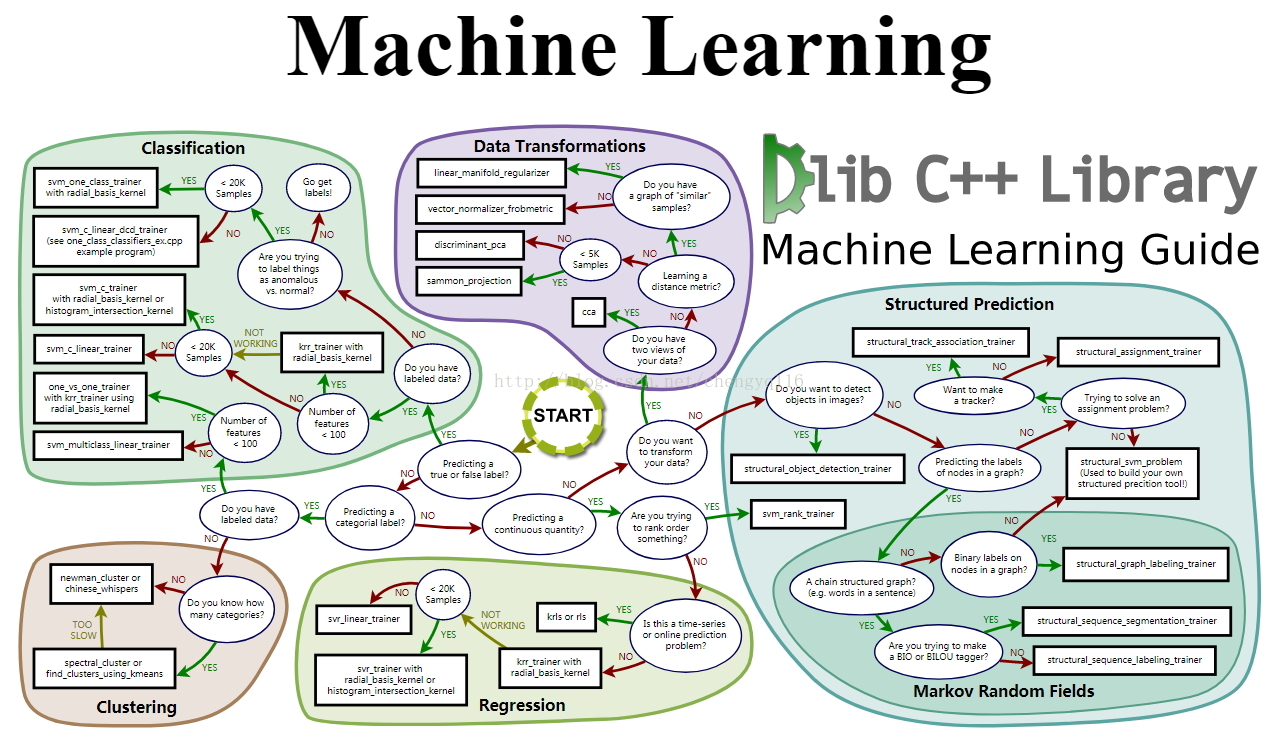 Machine Learning
Dlib C++ Library
Machine Learning Guide
Classification
svm_one_class_trainer
with radial_basis_kernel
YES
< 20K
Samples
Go get
labels!
svm_c_linear_dcd_trainer
(see one_class_classifiers_ex.cpp
example program)
NO
YES
NO
Are you trying
to label things
as anomalous
vs. normal?
svm_c_trainer
with radial_basis_kernel or
histogram_intersection_kernel
YES
NO
svm_c_linear_trainer
NO
< 20K
Samples
NOT
WORKING
krr_trainer with
radial_basis_kernel
Do you have
labeled data?
one_vs_one_trainer
with krr_trainer using
radial_basis_kernel
YES
NO
YES
YES
Number of
features
< 100
Number of
features
< 100
svm_multiclass_linear_trainer
NO
YES
Data Transformations
linear_manifold_regularizer
YES
Do you have
a graph of "similar"
samples?
vector_normalizer_frobmetric
NO
discriminant_pca
NO
< 5K
Samples
NO
YES
sammon_projection
YES
Learning a
distance metric?
cca
YES
NO
Do you have
two views of
your data?
http://blog.csdn.net/chengyq116
START
YES
Do you want
to transform
your data?
NO
Predicting a
true or false label?
NO
YES
Do you have
labeled data?
YES
Predicting a
categorial label?
NO
Predicting a
continuous quantity?
NO
YES
Are you trying
to rank order
something?
YES
svm_rank_trainer
NO
NO
Structured Prediction
structural_track_association_trainer
structural_assignment_trainer
YES
NO
Do you want to detect
objects in images?
Want to make
a tracker?
YES
Trying to solve an
assignment problem?
NO
YES
NO
NO
structural_object_detection_trainer
Predicting the labels
of nodes in a graph?
structural_svm_problem
(Used to build your own
structured precition tool!)
YES
NO
A chain structured graph?
(e.g. words in a sentence)
NO
Binary labels on
nodes in a graph?
YES
structural_graph_labeling_trainer
YES
Are you trying to make
a BIO or BILOU tagger?
YES
structural_sequence_segmentation_trainer
NO
structural_sequence_labeling_trainer
Markov Random Fields
newman_cluster or
chinese_whispers
NO
Do you know how
many categories?
TOO
SLOW
YES
spectral_cluster or
find_clusters_using_kmeans
Clustering
< 20K
Samples
NO
svr_linear_trainer
YES
NOT
WORKING
krls or rls
YES
Is this a time-series
or online prediction
problem?
svr_trainer with
radial_basis_kernel or
histogram_intersection_kernel
krr_trainer with
radial_basis_kernel
NO
Regression